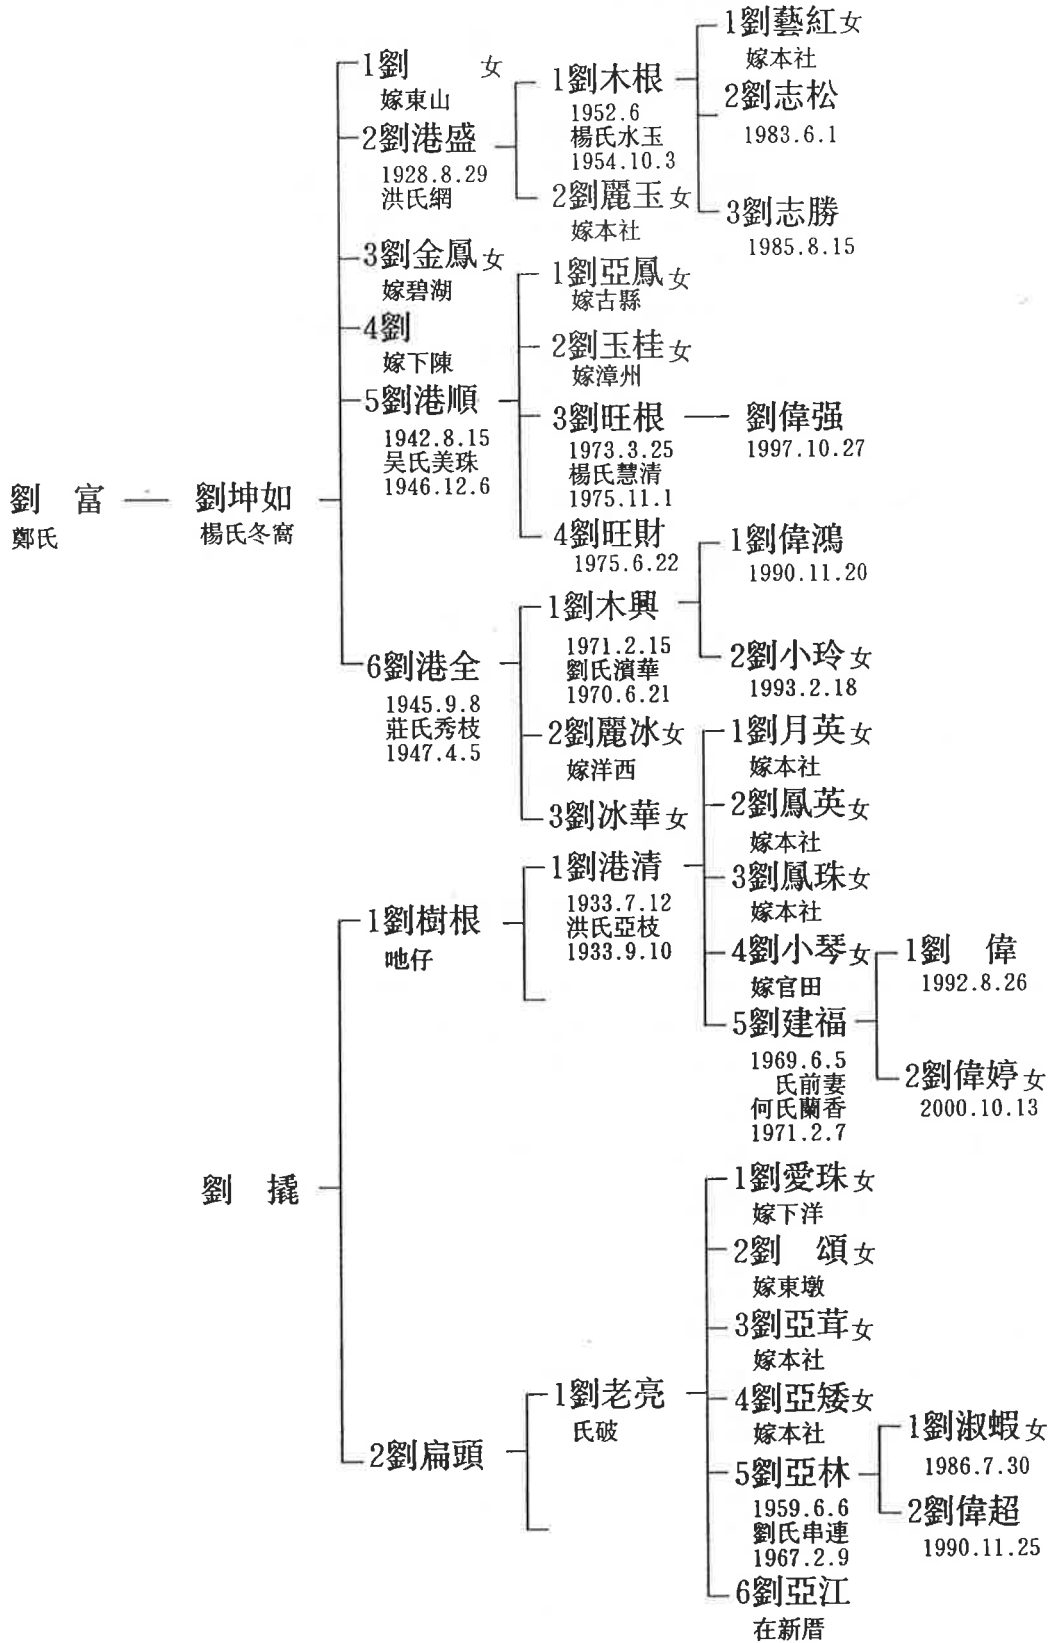 劉　富
鄭氏
劉坤如
楊氏冬窩
1劉　　女
嫁東山
2劉港盛
1928.8.29
洪氏網
3劉金鳳女
嫁碧湖
4劉
嫁下陳
5劉港順
1942.8.15
吴氏美珠
1946.12.6
6劉港全
1945.9.8
莊氏秀枝
1947.4.5
1劉木根
1952.6
楊氏水玉
1954.10.3
2劉麗玉女
嫁本社
1劉藝紅女
嫁本社
2劉志松
1983.6.1
3劉志勝
1985.8.15
1劉亞鳳女
嫁古縣
2劉玉桂女
嫁漳州
3劉旺根
1973.3.25
楊氏慧清
1975.11.1
4劉旺財
1975.6.22
劉偉强
1997.10.27
1劉木興
1971.2.15
劉氏濱華
1970.6.21
2劉麗冰女
嫁洋西
3劉冰華女
1劉偉鴻
1990.11.20
2劉小玲女
1993.2.18
劉　撬
1劉樹根
吔仔
2劉扁頭
1劉港清
1933.7.12
洪氏亞枝
1933.9.10
1劉月英女
嫁本社
2劉鳳英女
嫁本社
3劉鳳珠女
嫁本社
4劉小琴女
嫁官田
5劉建福
1969.6.5
氏前妻
何氏蘭香
1971.2.7
1劉　偉
1992.8.26
2劉偉婷女
2000.10.13
1劉老亮
氏破
1劉愛珠女
嫁下洋
2劉　頌女
嫁東墩
3劉亞茸女
嫁本社
4劉亞矮女
嫁本社
5劉亞林
1959.6.6
劉氏串連
1967.2.9
6劉亞江
在新厝
1劉淑蝦女
1986.7.30
2劉偉超
1990.11.25